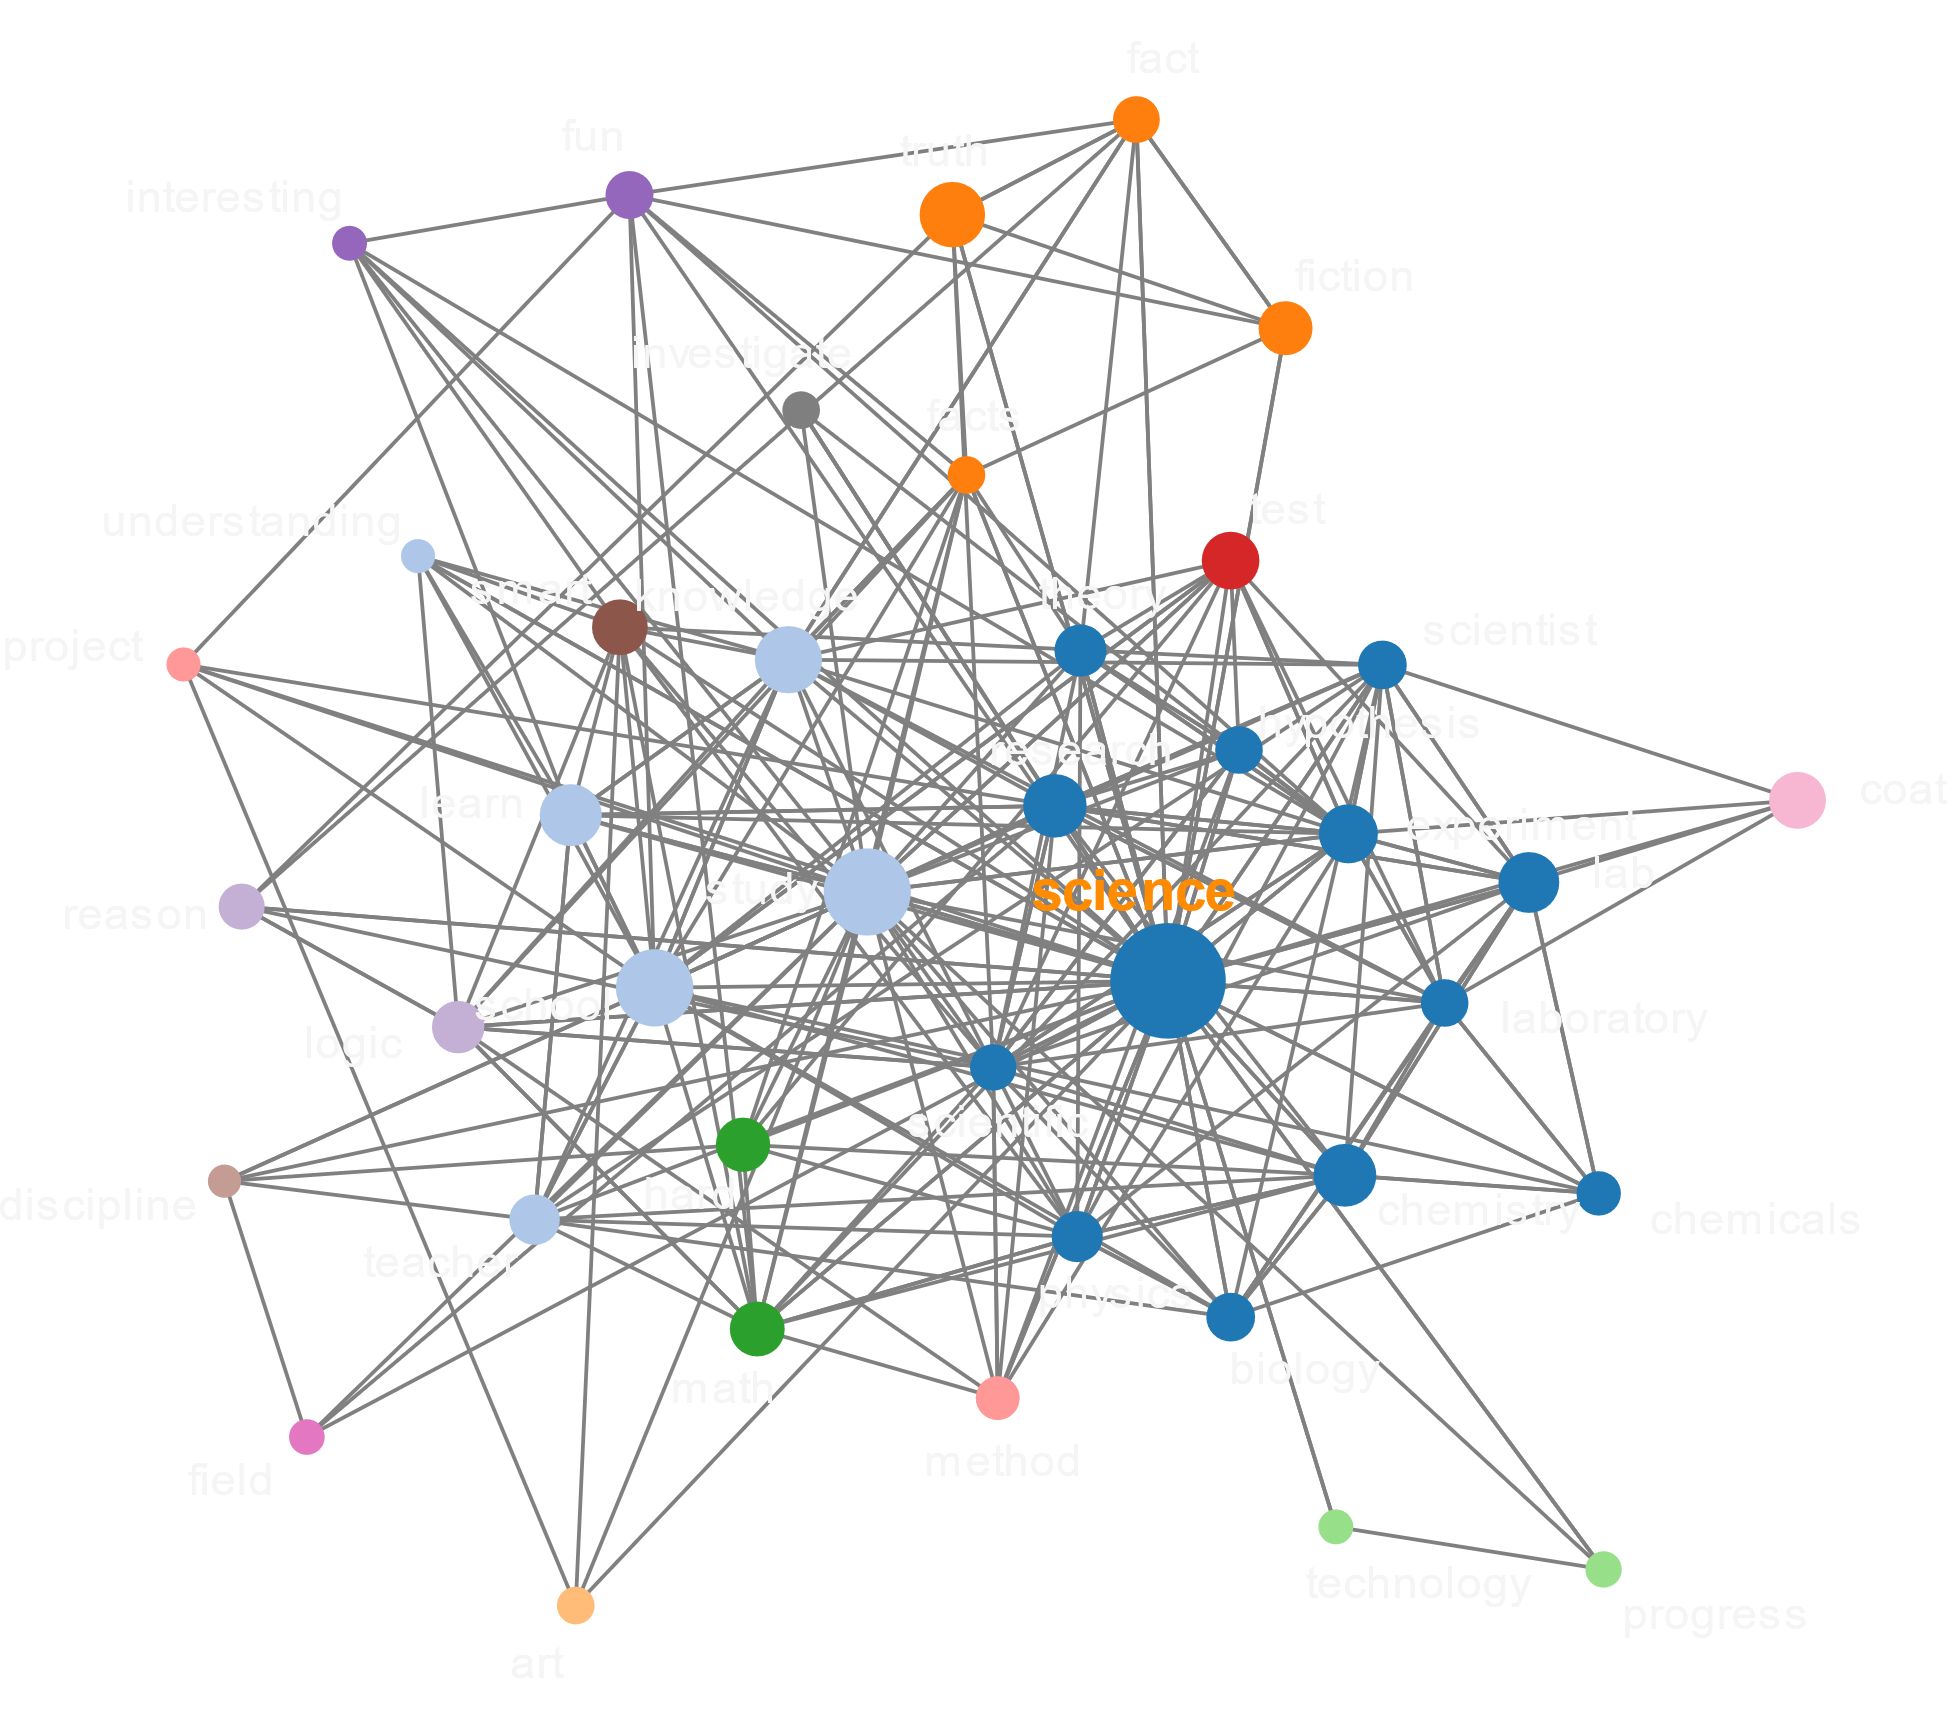 fact
fun
truth
interesting
fiction
investigate
facts
test
understanding
smart
knowledge
theory
scientist
project
hypothesis
research
coat
learn
experiment
lab
study
science
reason
school
laboratory
logic
scientific
hard
discipline
chemistry
chemicals
teacher
physics
biology
math
method
field
technology
progress
art